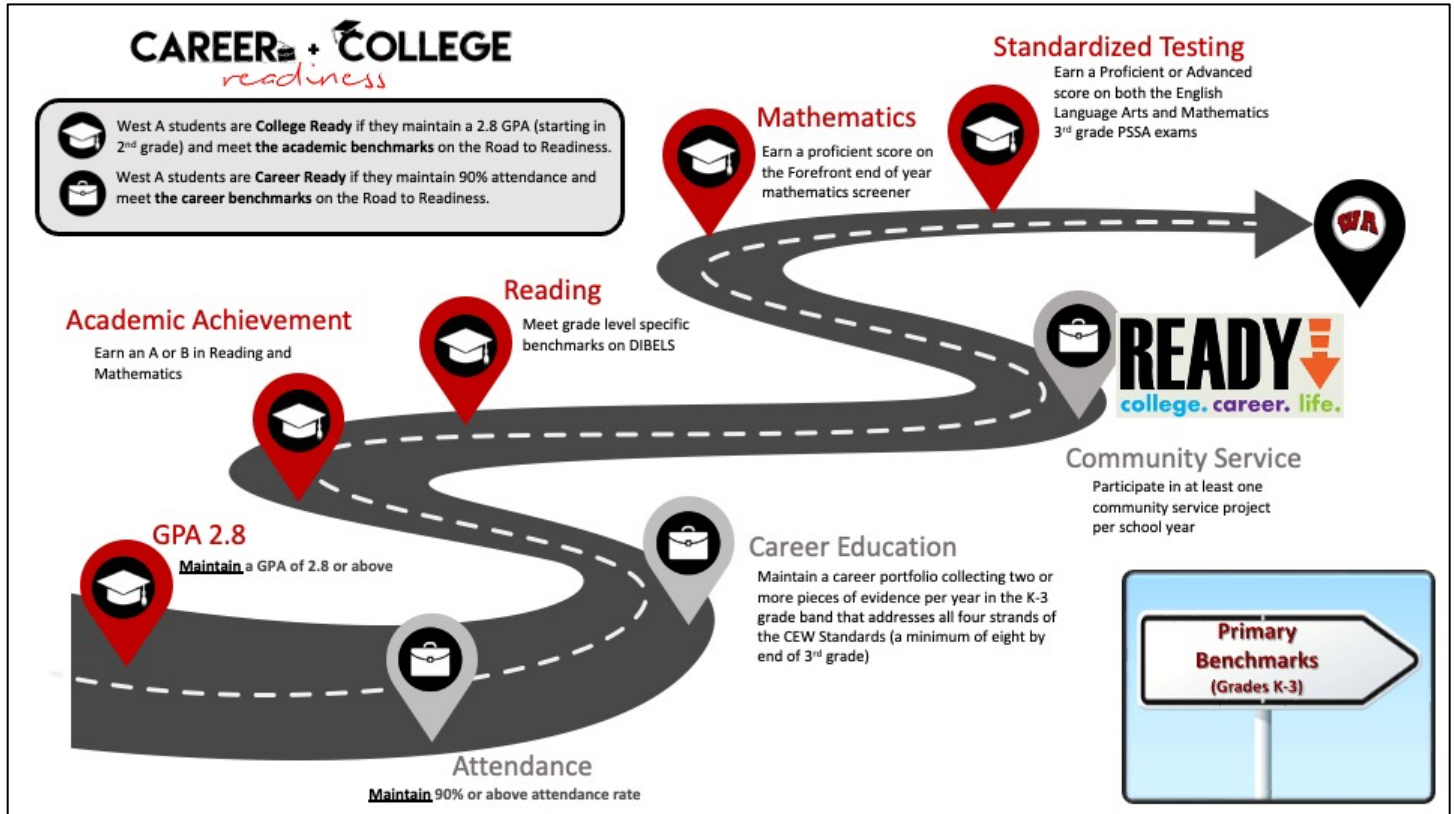 CAREER + COLLEGE
readiness
West A students are College Ready if they maintain a 2.8 GPA (starting in
2nd grade) and meet the academic benchmarks on the Road to Readiness.
West A students are Career Ready if they maintain 90% attendance and
meet the career benchmarks on the Road to Readiness.
Standardized Testing
Earn a Proficient or Advanced
score on both the English
Language Arts and Mathematics
3rd grade PSSA exams
Mathematics
Earn a proficient score on
the Forefront end of year
mathematics screener
WA
Reading
Meet grade level specific
benchmarks on DIBELS
Academic Achievement
Earn an A or B in Reading and
Mathematics
READY
college. career. life.
Community Service
Participate in at least one
community service project
per school year
GPA 2.8
Maintain a GPA of 2.8 or above
Career Education
Maintain a career portfolio collecting two or
more pieces of evidence per year in the K-3
grade band that addresses all four strands of
the CEW Standards (a minimum of eight by
end of 3rd grade)
Primary
Benchmarks
(Grades K-3)
Attendance
Maintain 90% or above attendance rate